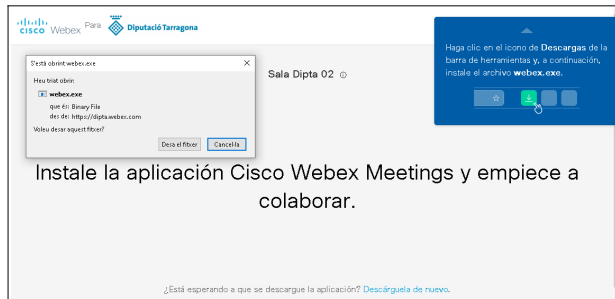 CISCO Webex Para Diputació Tarragona
S'està obrint webex.exe
Heu triat obrir:
webex.exe
que és: Binary File
des de: https://dipta.webex.com
Voleu desar aquest fitxer?
Desa el fitxer Cancel·la
Sala Dipta 02
Haga clic en el icono de Descargas de la
barra de herramientas y, a continuación,
instale el archivo webex.exe.
Instale la aplicación Cisco Webex Meetings y empiece a
colaborar.
¿Está esperando a que se descargue la aplicación? Descárguela de nuevo.